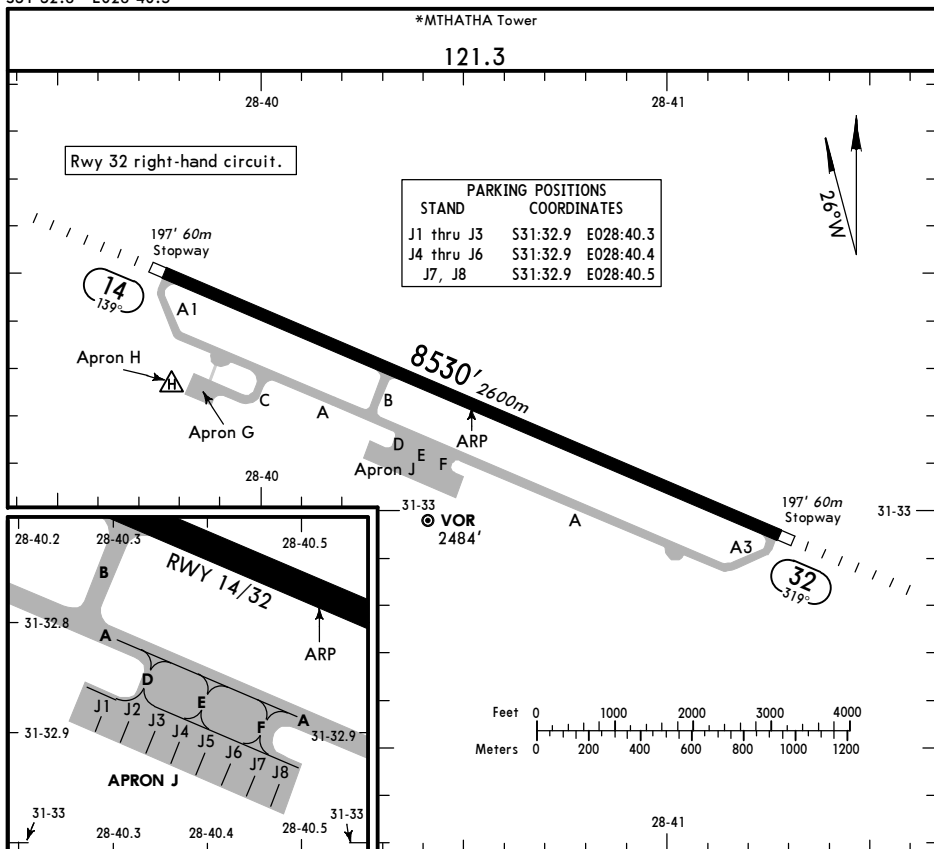 S31 32.8 E028 40.5
*MTHATHA Tower
121.3
28-40
28-41
Rwy 32 right-hand circuit.
26°W
PARKING POSITIONS
STAND COORDINATES
J1 thru J3 S31:32.9 E028:40.3
J4 thru J6 S31:32.9 E028:40.4
J7, J8 S31:32.9 E028:40.5
197' 60m
Stopway
14
139°
A1
8530' 2600m
Apron H
H
C
A
B
ARP
Apron G
D
E
F
Apron J
28-40
31-33
VOR
2484'
A
197' 60m
Stopway
31-33
A3
32
319°
28-40.2
28-40.3
28-40.5
B
RWY 14/32
31-32.8
A
ARP
D
E
F
A
J1
J2
J3
J4
J5
J6
J7
J8
31-32.9
31-32.9
APRON J
31-33
31-33
28-40.3
28-40.4
28-40.5
Feet 0 1000 2000 3000 4000
Meters 0 200 400 600 800 1000 1200
28-41